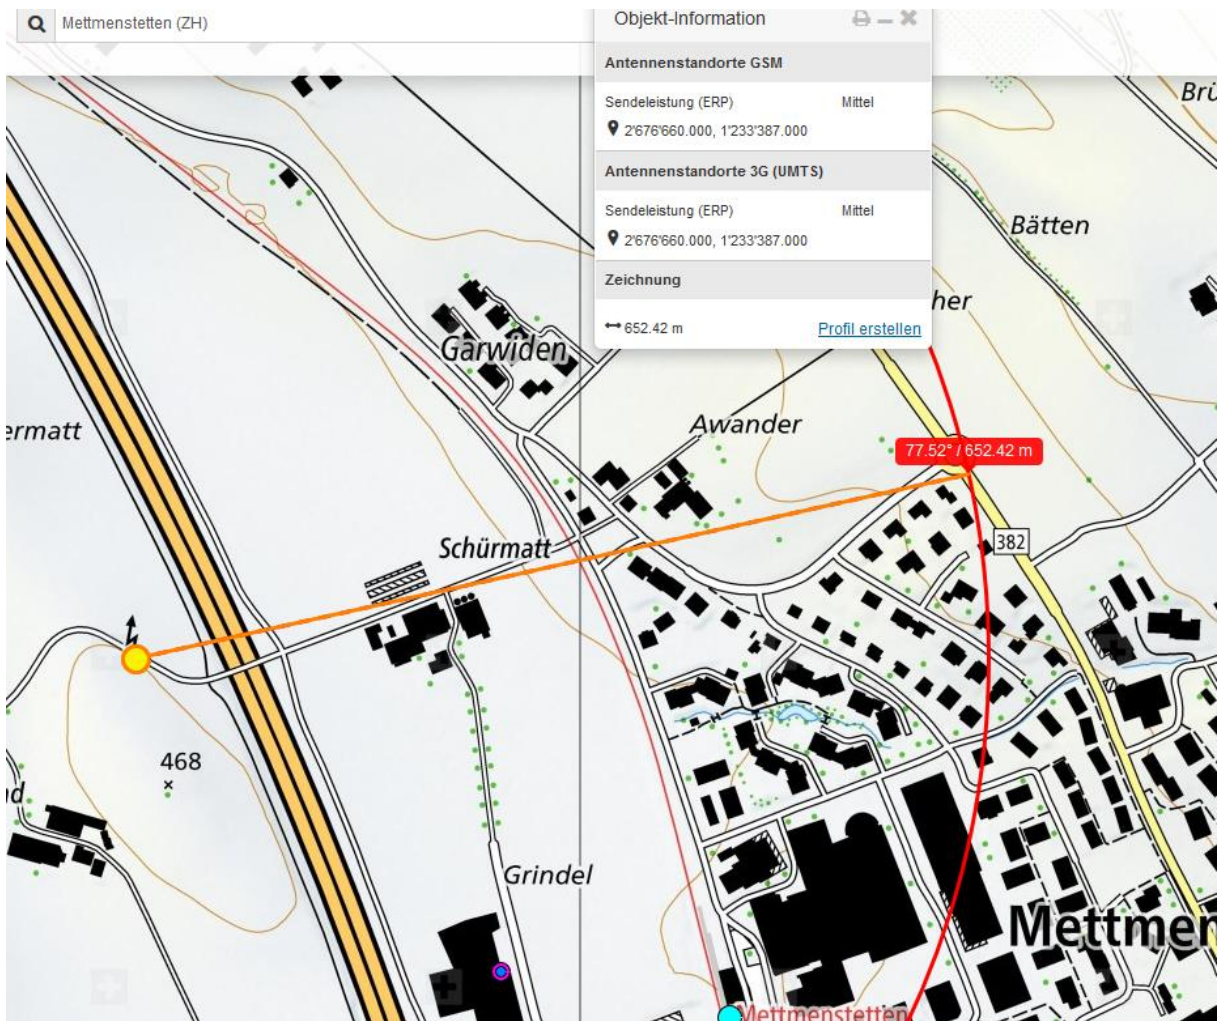 Mettmenstetten (ZH)
Objekt-Information
Antennenstandorte GSM
Sendeleistung (ERP) Mittel
2'676'660.000, 1'233'387.000
Antennenstandorte 3G (UMTS)
Sendeleistung (ERP) Mittel
2'676'660.000, 1'233'387.000
Zeichnung
652.42 m Profil erstellen
Brü
Bätten
her
Garwiden
Awander
ermatt
77.52° / 652.42 m
Schürmatt
382
468
nd
Grindel
Mettmen
Mettmenstetten